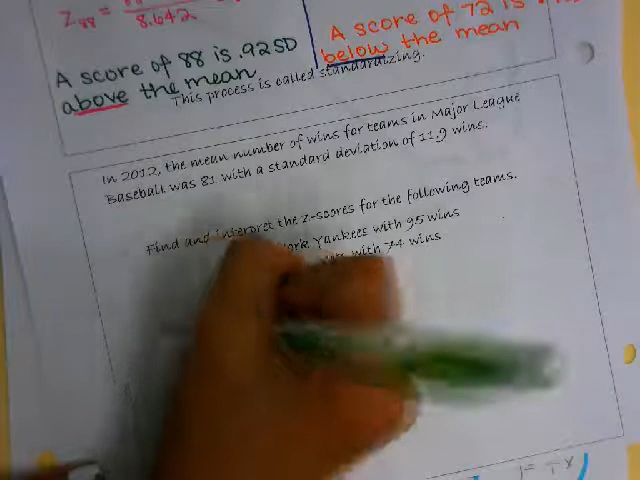 Z88 =
8.642
A score of 88 is .92 SD
above the mean
A score of 72 is
below the mean
This process is called standardizing.
In 2012, the mean number of wins for teams in Major League
Baseball was 81 with a standard deviation of 11.9 wins.
Find and interpret the z-scores for the following teams.
Yankees with 95 wins
with 74 wins